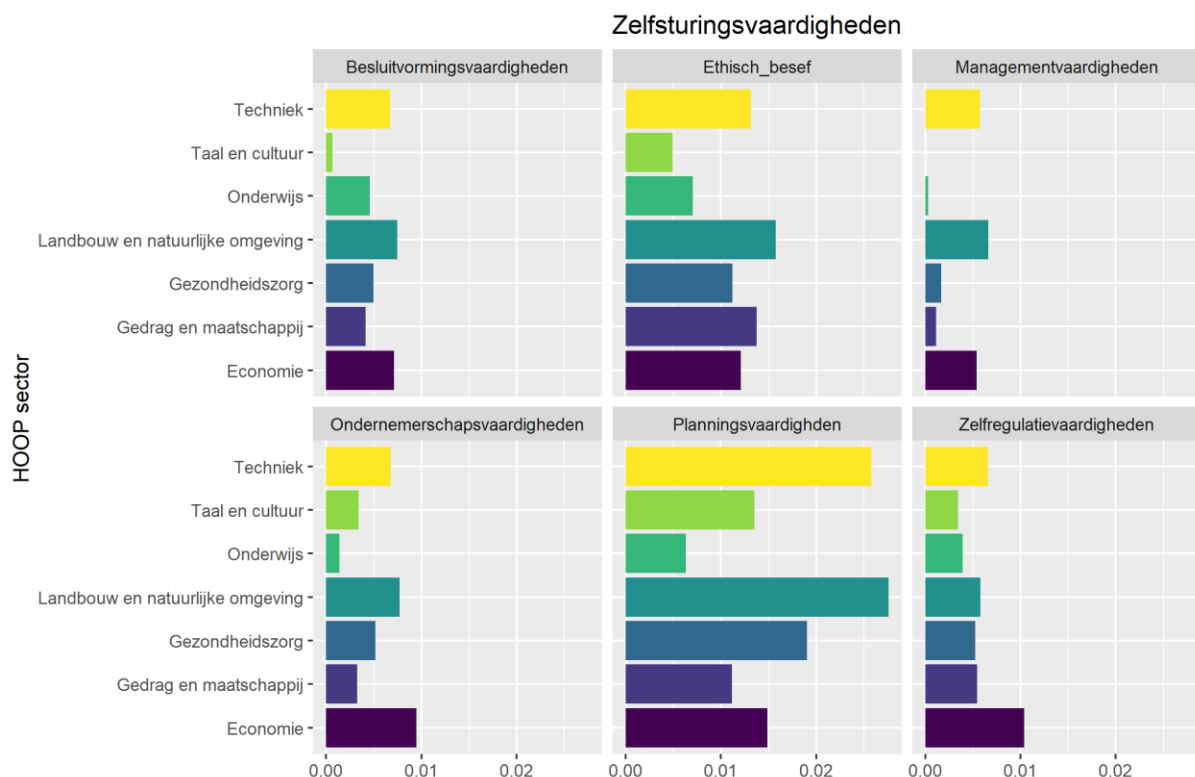 Zelfsturingsvaardigheden
Besluitvormingsvaardigheden
Ethisch_besef
Managementvaardigheden
Techniek
Taal en cultuur
Onderwijs
Landbouw en natuurlijke omgeving
Gezondheidszorg
Gedrag en maatschappij
Economie
HOOP sector
Ondernemerschapsvaardigheden
Planningsvaardighden
Zelfregulatievaardigheden
Techniek
Taal en cultuur
Onderwijs
Landbouw en natuurlijke omgeving
Gezondheidszorg
Gedrag en maatschappij
Economie
0.00 0.01 0.02
0.00 0.01 0.02
0.00 0.01 0.02